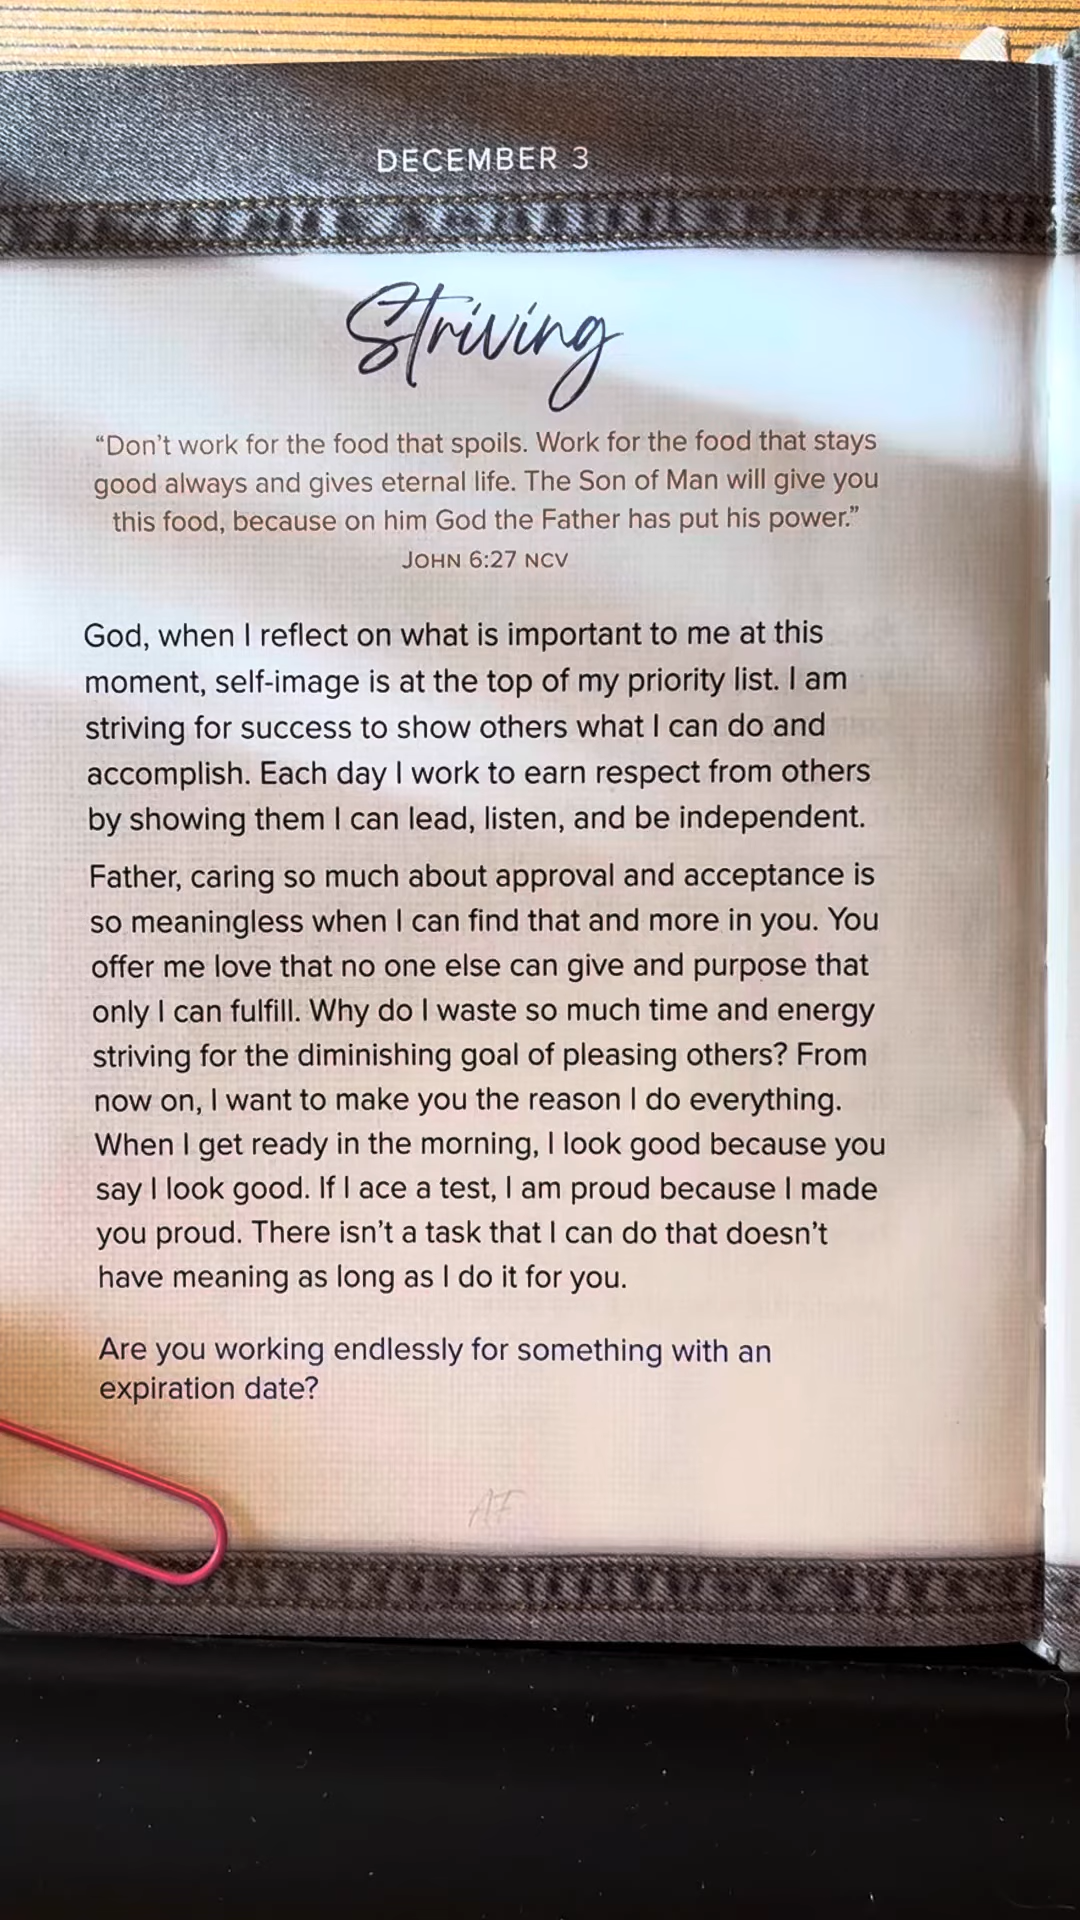 DECEMBER 3
Striving
“Don’t work for the food that spoils. Work for the food that stays
good always and gives eternal life. The Son of Man will give you
this food, because on him God the Father has put his power.”
JOHN 6:27 NCV
God, when I reflect on what is important to me at this
moment, self-image is at the top of my priority list. I am
striving for success to show others what I can do and
accomplish. Each day I work to earn respect from others
by showing them I can lead, listen, and be independent.
Father, caring so much about approval and acceptance is
so meaningless when I can find that and more in you. You
offer me love that no one else can give and purpose that
only I can fulfill. Why do I waste so much time and energy
striving for the diminishing goal of pleasing others? From
now on, I want to make you the reason I do everything.
When I get ready in the morning, I look good because you
say I look good. If I ace a test, I am proud because I made
you proud. There isn’t a task that I can do that doesn’t
have meaning as long as I do it for you.
Are you working endlessly for something with an
expiration date?
AF